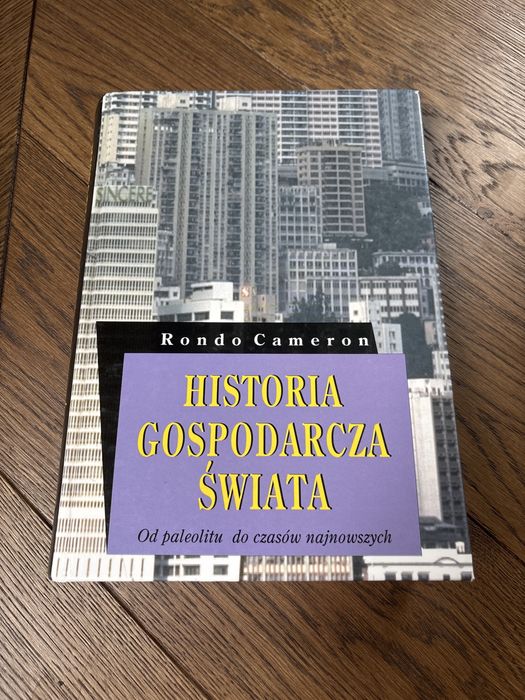 SINCERE
Rondo Cameron
HISTORIA
GOSPODARCZA
ŚWIATA
Od paleolitu do czasów najnowszych